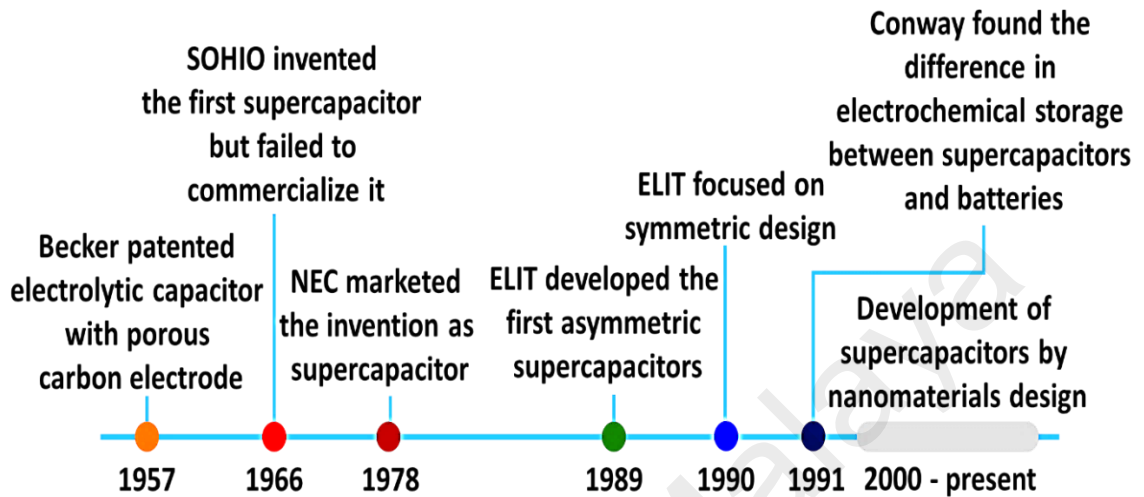 Becker patented
electrolytic capacitor
with porous
carbon electrode
1957
SOHIO invented
the first supercapacitor
but failed to
commercialize it
1966
NEC marketed
the invention as
supercapacitor
1978
ELIT developed the
first asymmetric
supercapacitors
1989
ELIT focused on
symmetric design
1990
Conway found the
difference in
electrochemical storage
between supercapacitors
and batteries
1991
Development of
supercapacitors by
nanomaterials design
2000 - present